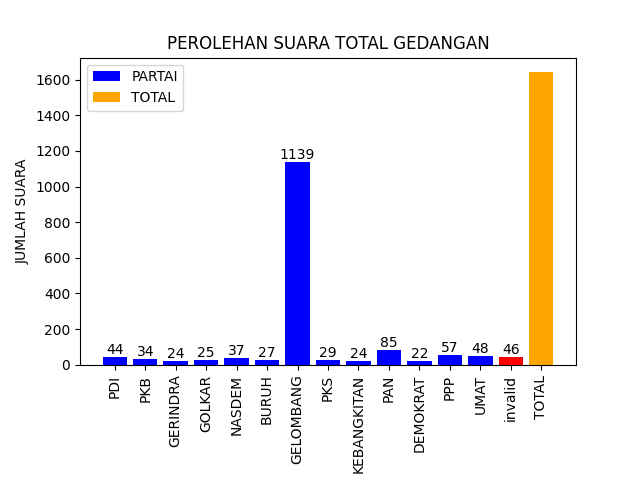 PEROLEHAN SUARA TOTAL GEDANGAN
PARTAI
TOTAL
JUMLAH SUARA
1600
1400
1200
1000
800
600
400
200
0
44 34 24 25 37 27 1139 29 24 85 22 57 48 46
PDI
PKB
GERINDRA
GOLKAR
NASDEM
BURUH
GELOMBANG
PKS
KEBANGKITAN
PAN
DEMOKRAT
PPP
UMAT
invalid
TOTAL